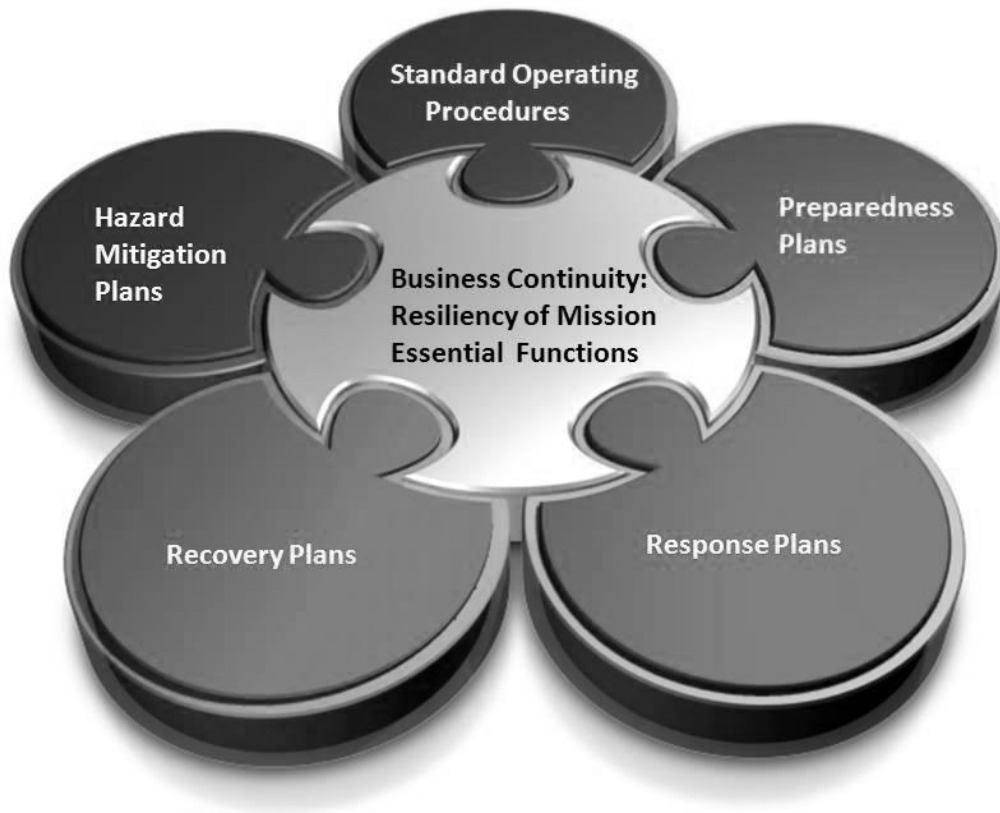 Standard Operating
Procedures
Hazard
Mitigation
Plans
Preparedness
Plans
Business Continuity:
Resiliency of Mission
Essential Functions
Recovery Plans
Response Plans